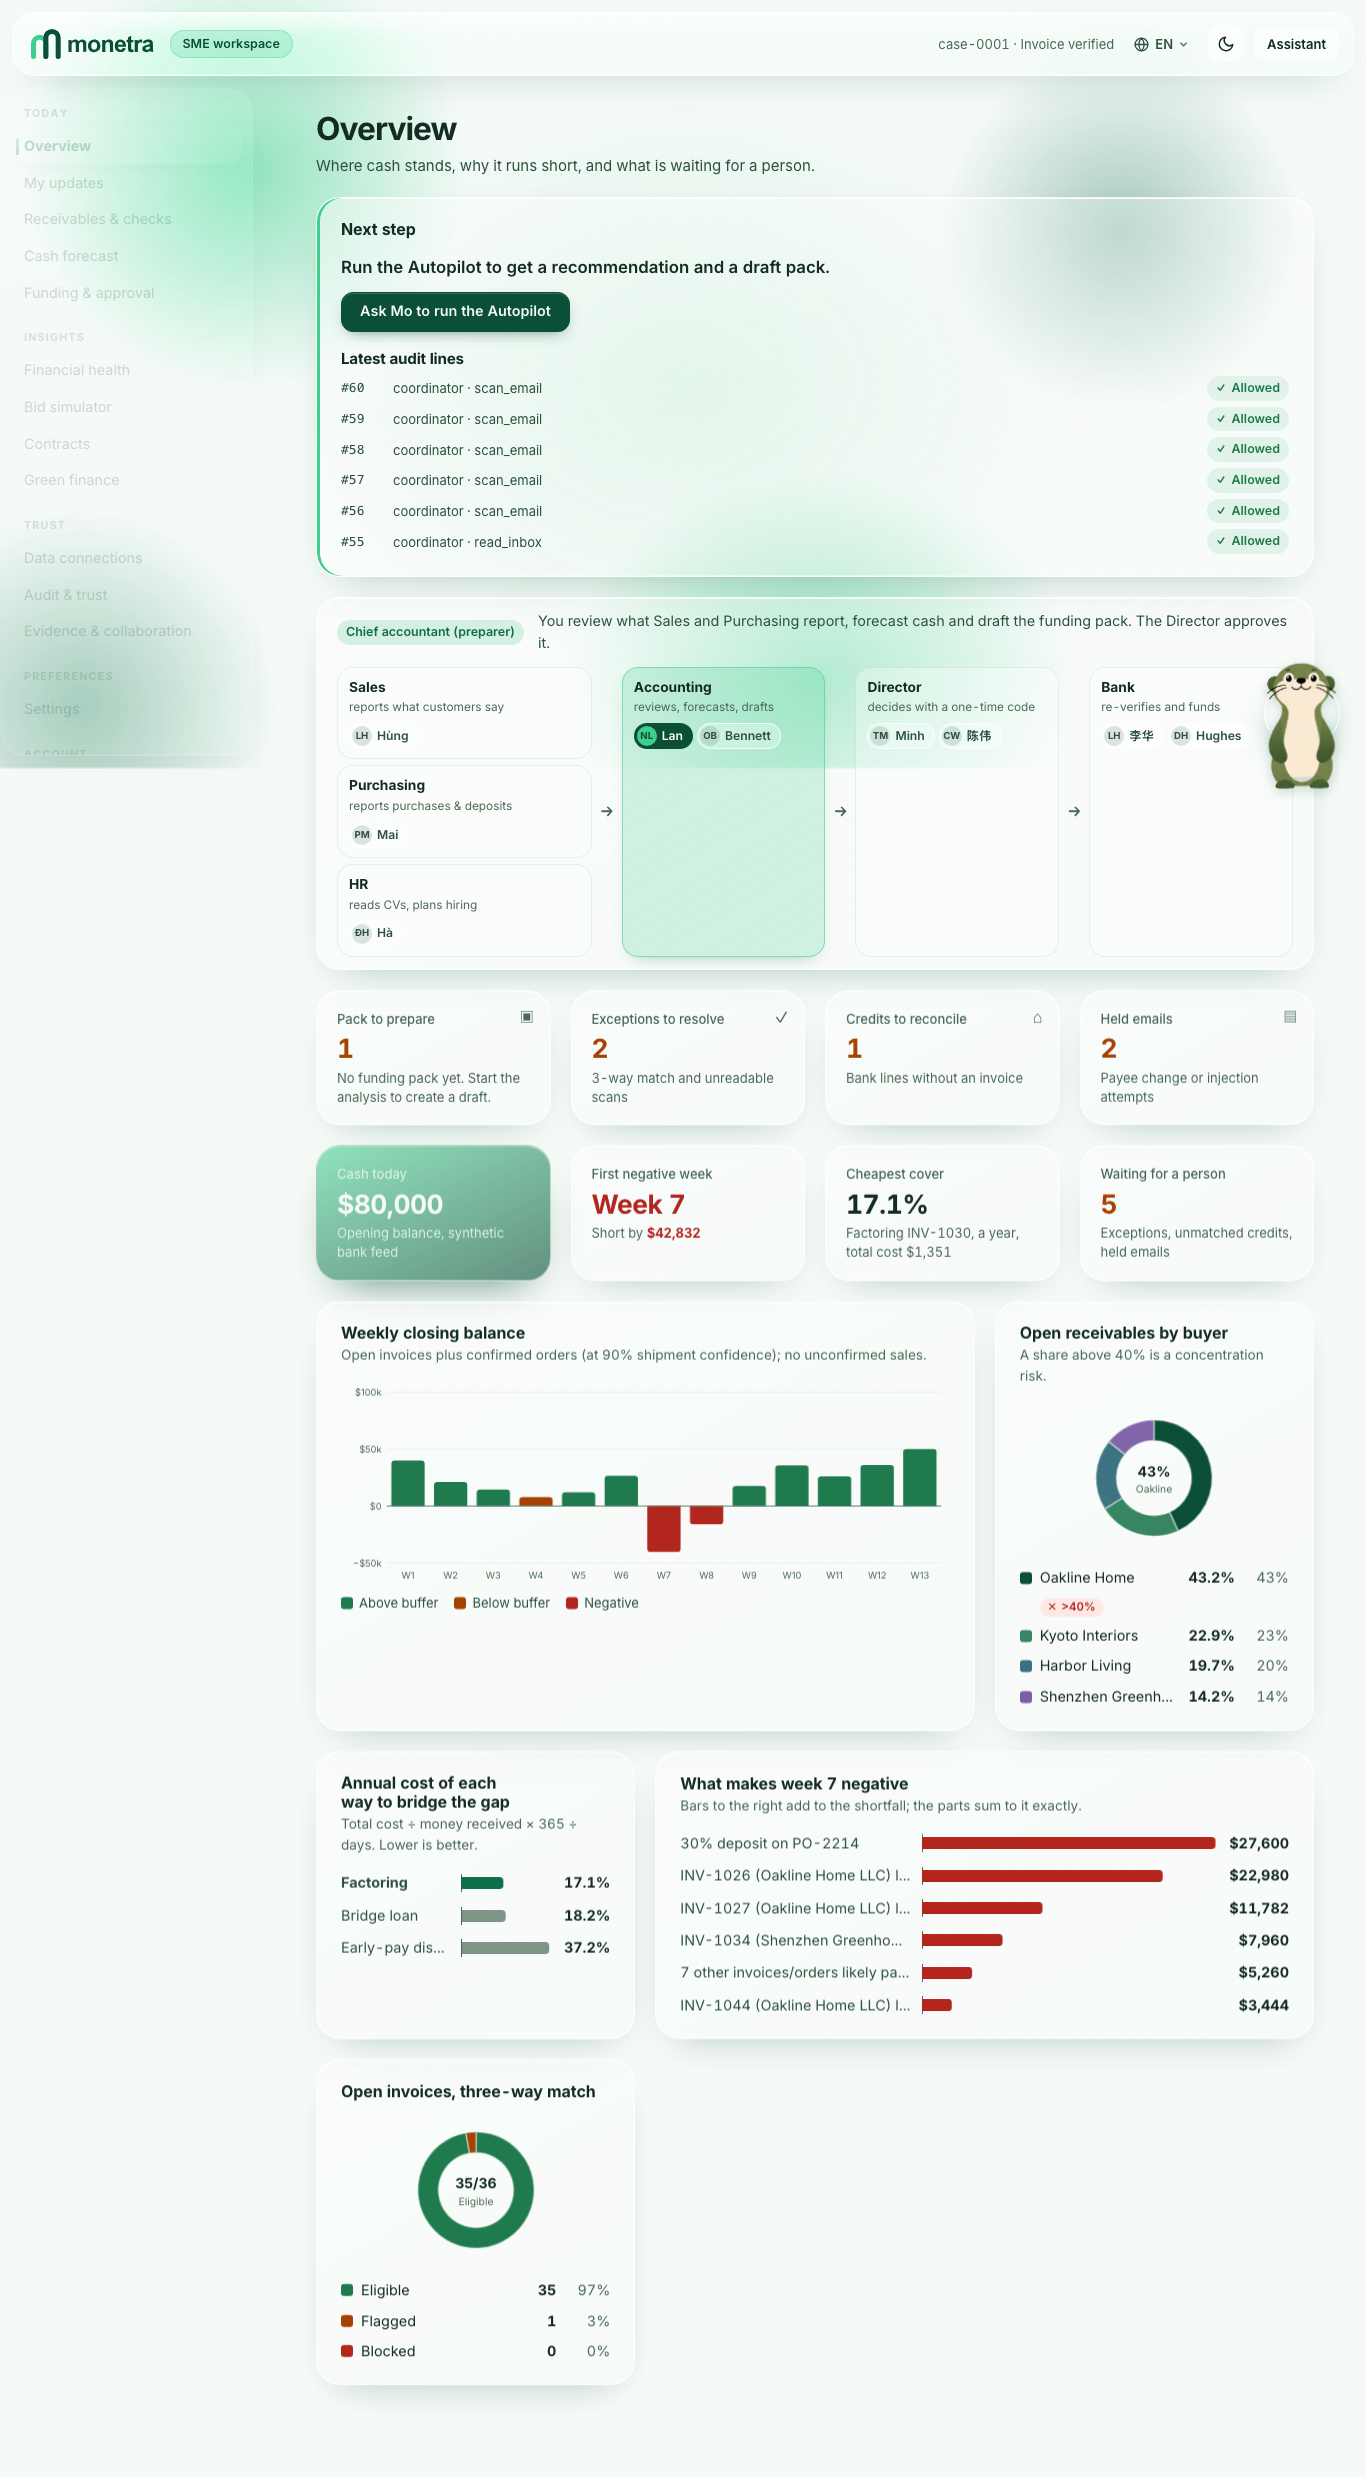 monetra
SME workspace
case-0001 · Invoice verified
EN
Assistant
TODAY
Overview
My updates
Receivables & checks
Cash forecast
Funding & approval
INSIGHTS
Financial health
Bid simulator
Contracts
Green finance
TRUST
Data connections
Audit & trust
Evidence & collaboration
PREFERENCES
Settings
ACCOUNT
Overview
Where cash stands, why it runs short, and what is waiting for a person.
Next step
Run the Autopilot to get a recommendation and a draft pack.
Ask Mo to run the Autopilot
Latest audit lines
#60 coordinator · scan_email ✓ Allowed
#59 coordinator · scan_email ✓ Allowed
#58 coordinator · scan_email ✓ Allowed
#57 coordinator · scan_email ✓ Allowed
#56 coordinator · scan_email ✓ Allowed
#55 coordinator · read_inbox ✓ Allowed
Chief accountant (preparer)
You review what Sales and Purchasing report, forecast cash and draft the funding pack. The Director approves
it.
Sales
reports what customers say
LH Hùng
Purchasing
reports purchases & deposits
PM Mai
HR
reads CVs, plans hiring
ĐH Hà
→
Accounting
reviews, forecasts, drafts
NL Lan OB Bennett
→
Director
decides with a one-time code
TM Minh CW 陈伟
→
Bank
re-verifies and funds
LH 李华 DH Hughes
Pack to prepare
1
No funding pack yet. Start the
analysis to create a draft.
Exceptions to resolve
2
3-way match and unreadable
scans
Credits to reconcile
1
Bank lines without an invoice
Held emails
2
Payee change or injection
attempts
Cash today
$80,000
Opening balance, synthetic
bank feed
First negative week
Week 7
Short by $42,832
Cheapest cover
17.1%
Factoring INV-1030, a year,
total cost $1,351
Waiting for a person
5
Exceptions, unmatched credits,
held emails
Weekly closing balance
Open invoices plus confirmed orders (at 90% shipment confidence); no unconfirmed sales.
$100k
$50k
$0
−$50k
W1 W2 W3 W4 W5 W6 W7 W8 W9 W10 W11 W12 W13
Above buffer Below buffer Negative
Open receivables by buyer
A share above 40% is a concentration
risk.
43%
Oakline
Oakline Home 43.2% 43%
✕ >40%
Kyoto Interiors 22.9% 23%
Harbor Living 19.7% 20%
Shenzhen Greenh... 14.2% 14%
Annual cost of each
way to bridge the gap
Total cost ÷ money received × 365 ÷
days. Lower is better.
Factoring 17.1%
Bridge loan 18.2%
Early-pay dis... 37.2%
What makes week 7 negative
Bars to the right add to the shortfall; the parts sum to it exactly.
30% deposit on PO-2214 $27,600
INV-1026 (Oakline Home LLC) l... $22,980
INV-1027 (Oakline Home LLC) l... $11,782
INV-1034 (Shenzhen Greenho... $7,960
7 other invoices/orders likely pa... $5,260
INV-1044 (Oakline Home LLC) l... $3,444
Open invoices, three-way match
35/36
Eligible
Eligible 35 97%
Flagged 1 3%
Blocked 0 0%